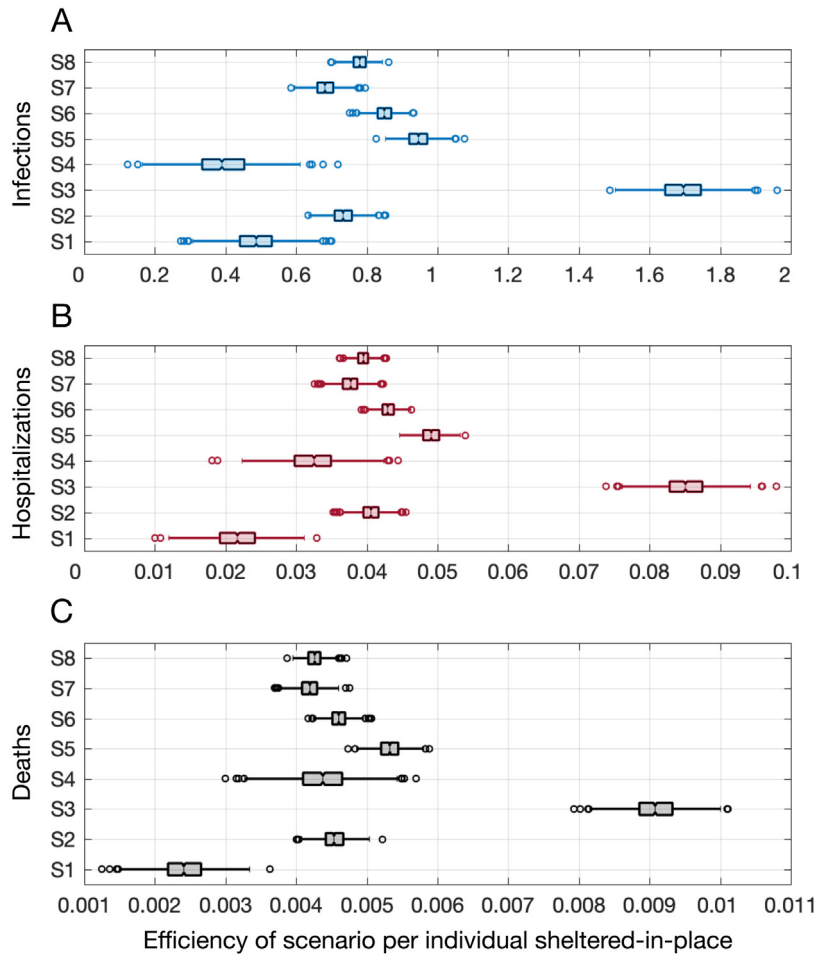 A
Infections
S8
S7
S6
S5
S4
S3
S2
S1
0 0.2 0.4 0.6 0.8 1 1.2 1.4 1.6 1.8 2
B
Hospitalizations
S8
S7
S6
S5
S4
S3
S2
S1
0 0.01 0.02 0.03 0.04 0.05 0.06 0.07 0.08 0.09 0.1
C
Deaths
S8
S7
S6
S5
S4
S3
S2
S1
0.001 0.002 0.003 0.004 0.005 0.006 0.007 0.008 0.009 0.01 0.011
Efficiency of scenario per individual sheltered-in-place